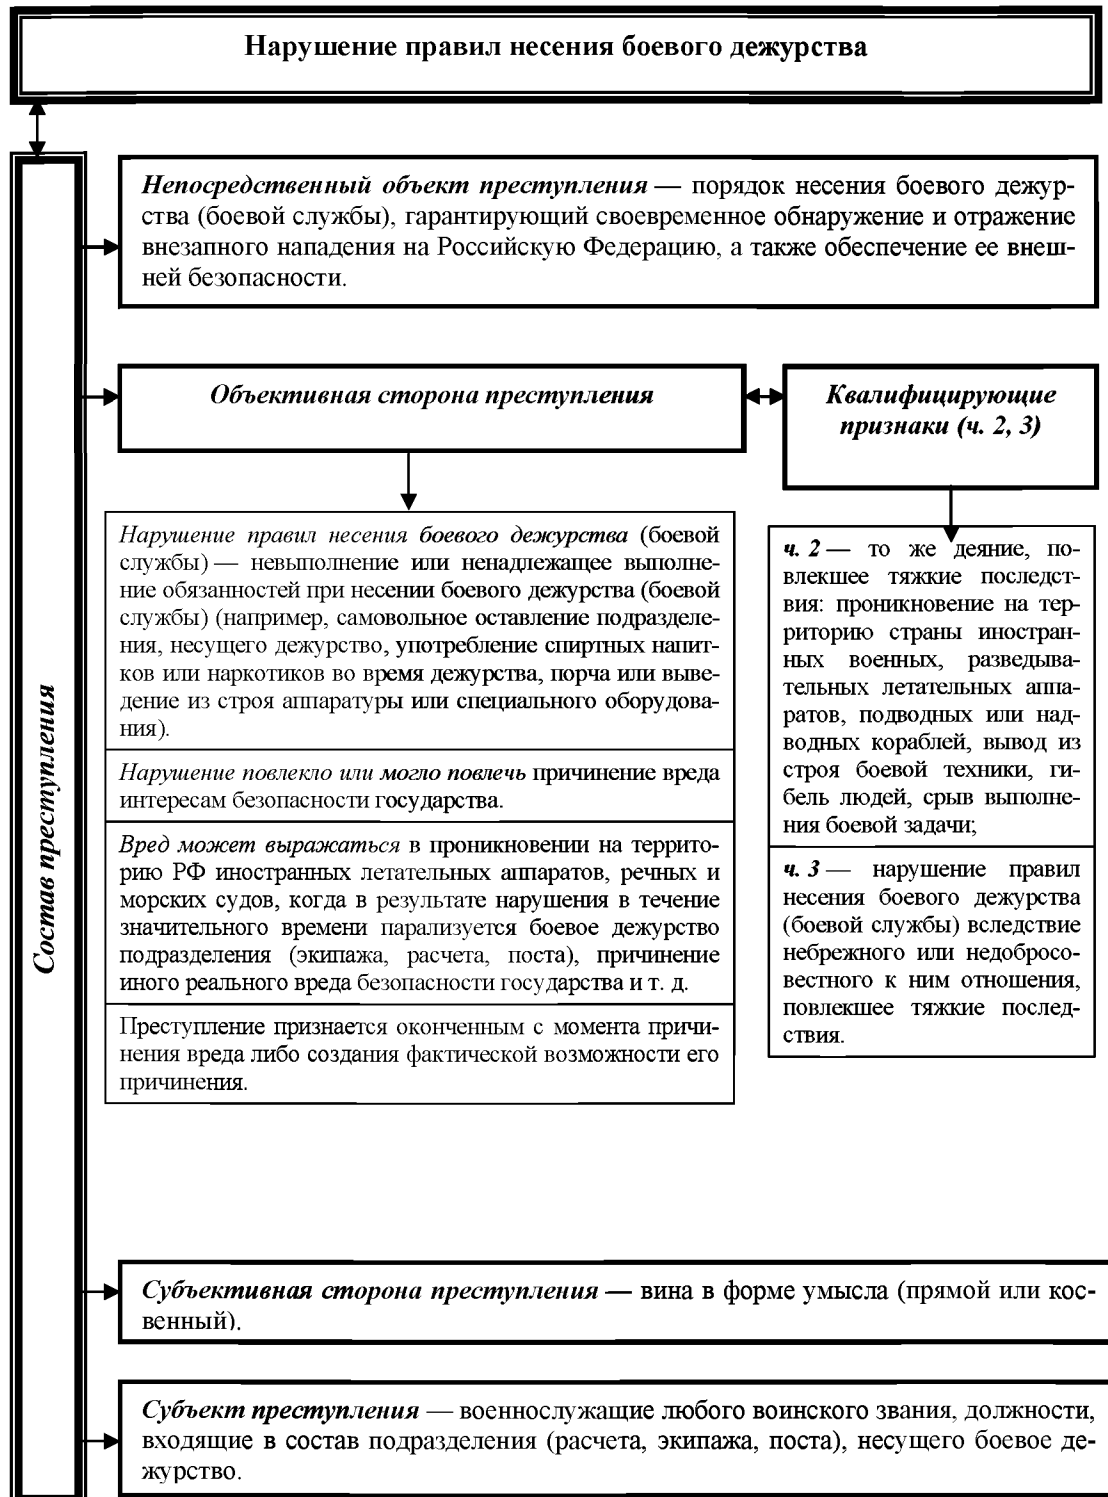 Нарушение правил несения боевого дежурства
Состав преступления
Непосредственный объект преступления — порядок несения боевого дежур-
ства (боевой службы), гарантирующий своевременное обнаружение и отражение
внезапного нападения на Российскую Федерацию, а также обеспечение ее внеш-
ней безопасности.
Объективная сторона преступления
Нарушение правил несения боевого дежурства (боевой
службы) — невыполнение или ненадлежащее выполне-
ние обязанностей при несении боевого дежурства (боевой
службы) (например, самовольное оставление подразделе-
ния, несущего дежурство, употребление спиртных напит-
ков или наркотиков во время дежурства, порча или выве-
дение из строя аппаратуры или специального оборудова-
ния).
Нарушение повлекло или могло повлечь причинение вреда
интересам безопасности государства.
Вред может выражаться в проникновении на террито-
рию РФ иностранных летательных аппаратов, речных и
морских судов, когда в результате нарушения в течение
значительного времени парализуется боевое дежурство
подразделения (экипажа, расчета, поста), причинение
иного реального вреда безопасности государства и т. д.
Преступление признается оконченным с момента причи-
нения вреда либо создания фактической возможности его
причинения.
Квалифицирующие
признаки (ч. 2, 3)
ч. 2 — то же деяние, по-
влекшее тяжкие последст-
вия: проникновение на тер-
риторию страны иностран-
ных военных, разведыва-
тельных летательных аппа-
ратов, подводных или над-
водных кораблей, вывод из
строя боевой техники, ги-
бель людей, срыв выполне-
ния боевой задачи;
ч. 3 — нарушение правил
несения боевого дежурства
(боевой службы) вследствие
небрежного или недобросо-
вестного к ним отношения,
повлекшее тяжкие послед-
ствия.
Субъективная сторона преступления — вина в форме умысла (прямой или кос-
венный).
Субъект преступления — военнослужащие любого воинского звания, должности,
входящие в состав подразделения (расчета, экипажа, поста), несущего боевое де-
журство.